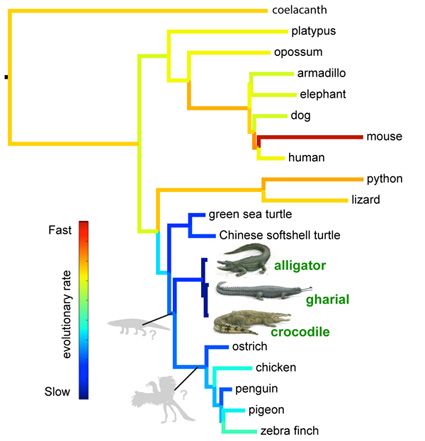 coelacanth
platypus
opossum
armadillo
elephant
dog
mouse
human
python
lizard
green sea turtle
Chinese softshell turtle
alligator
gharial
crocodile
ostrich
chicken
penguin
pigeon
zebra finch
Fast
evolutionary rate
Slow
?
?